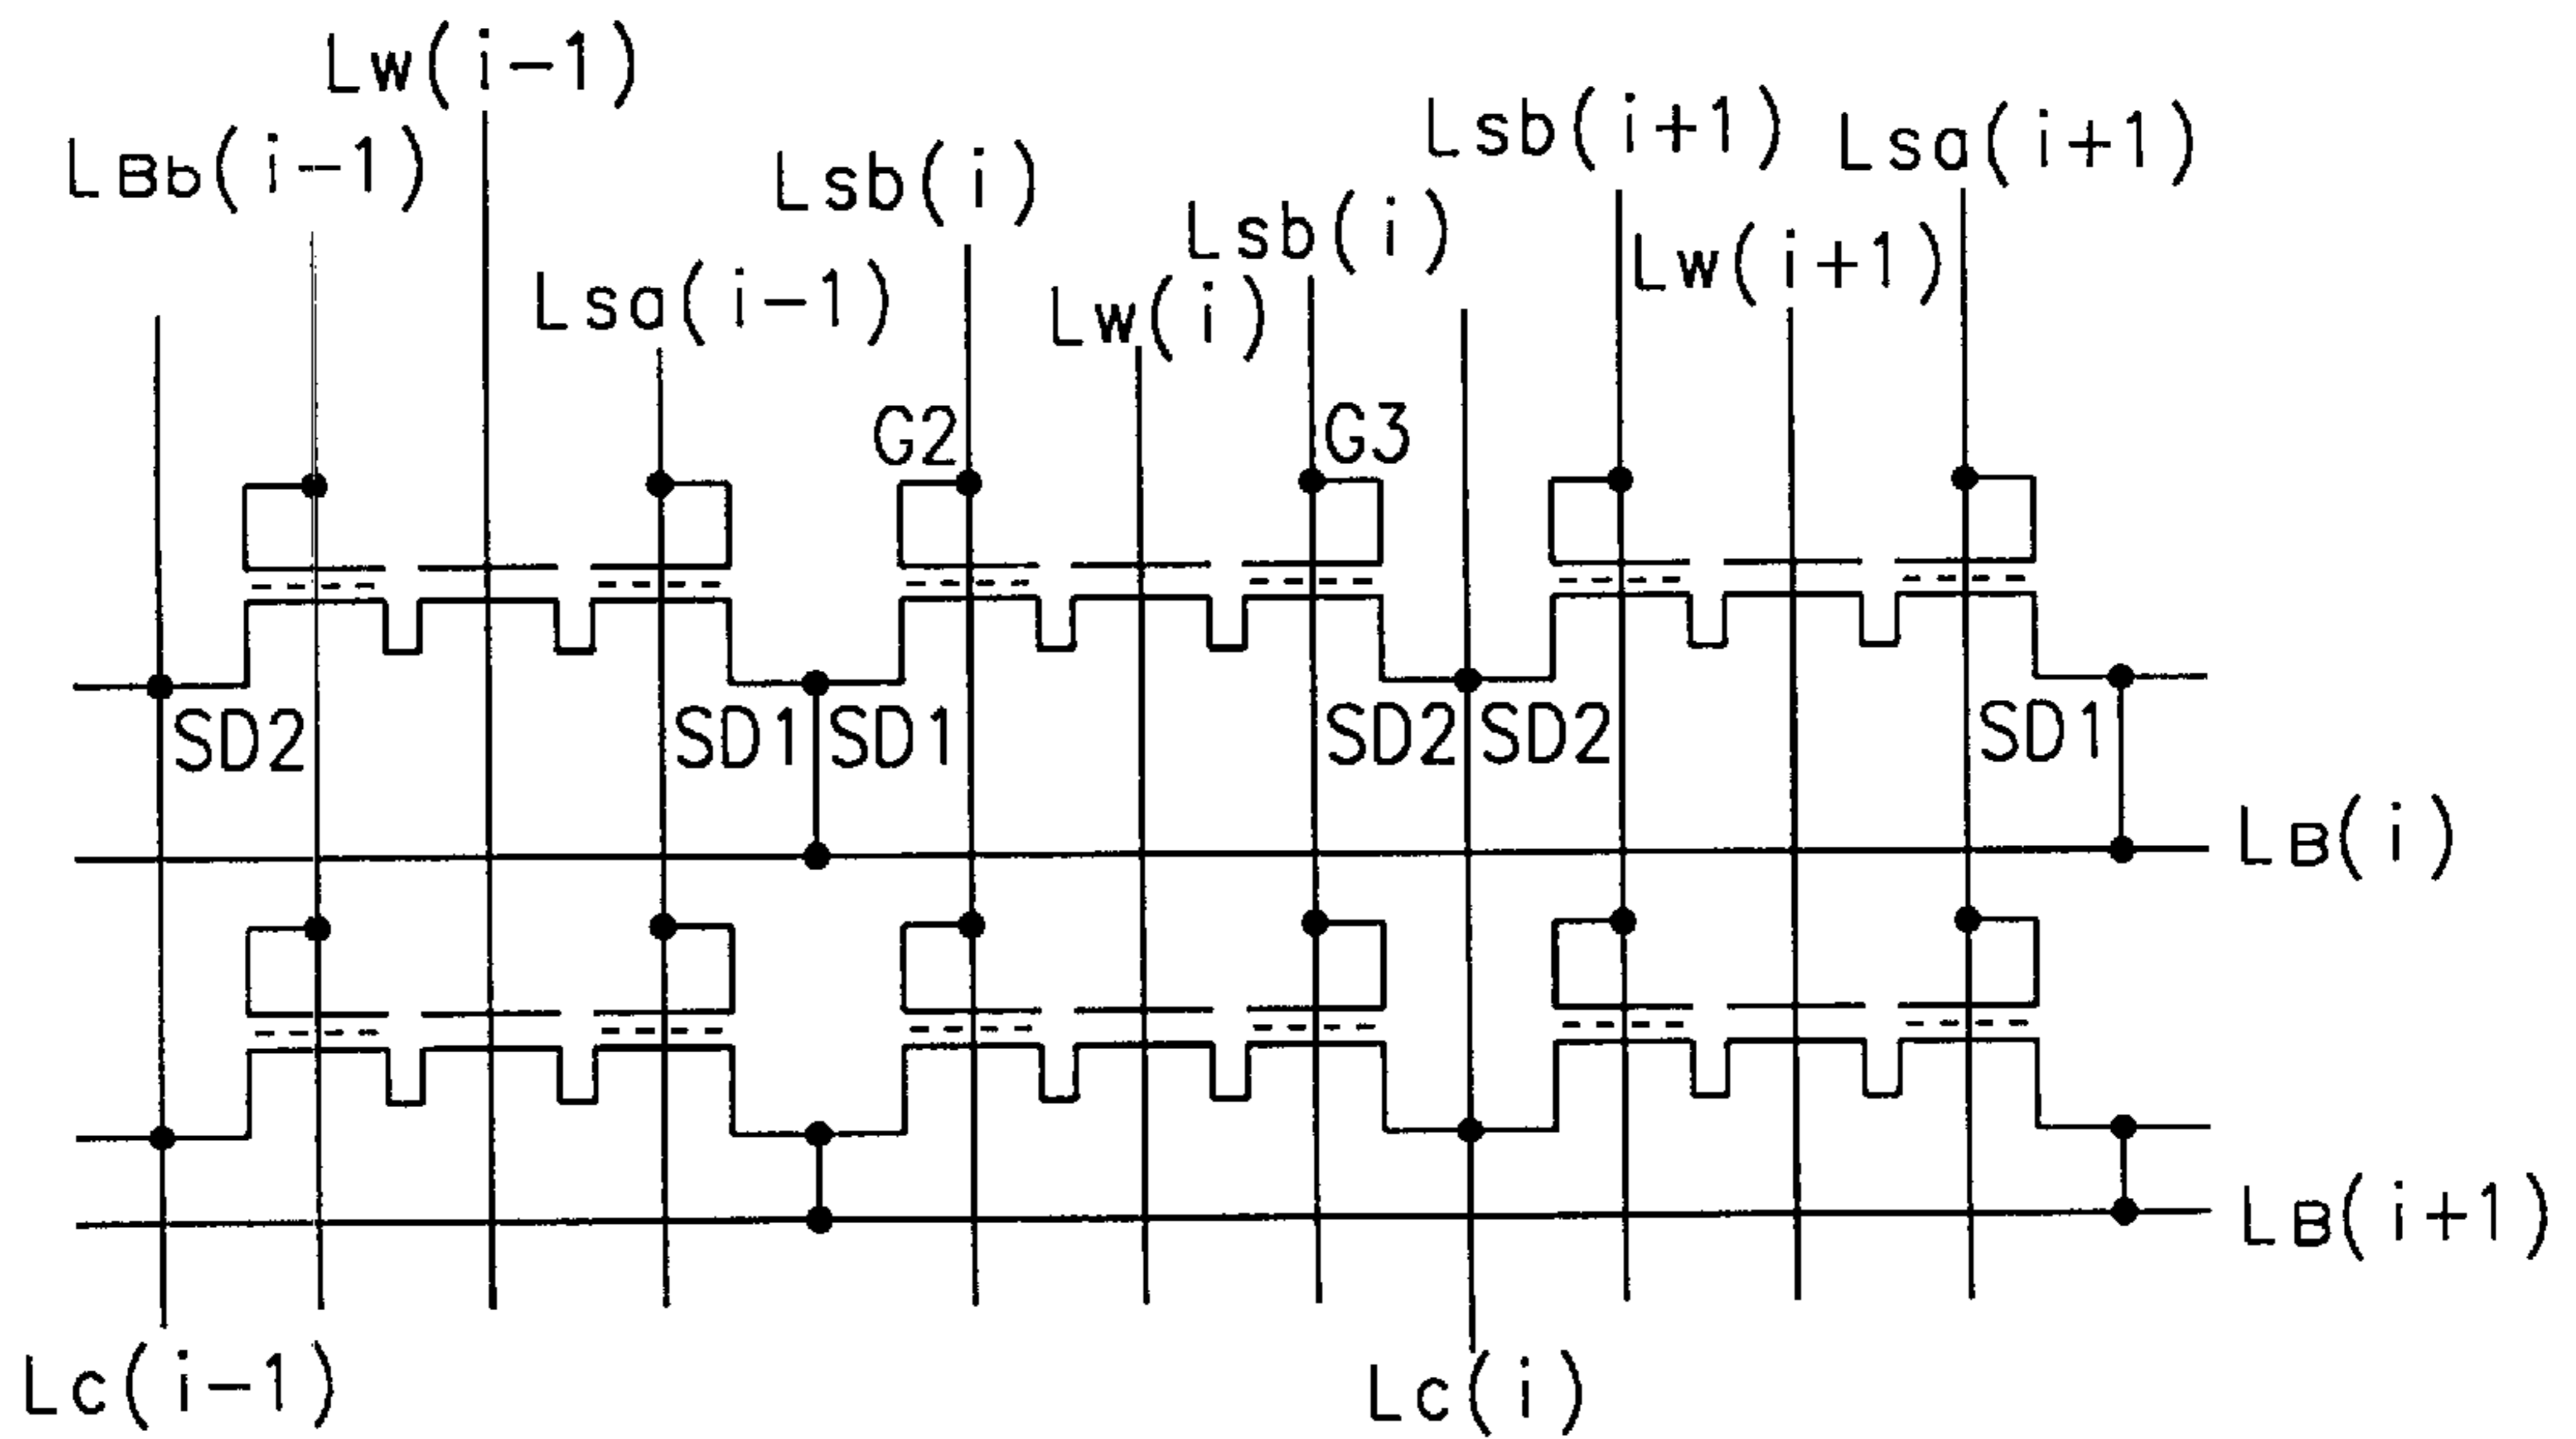 Lw(i-1)
LBb(i-1)
Lsb(i+1)
Lsa(i+1)
Lsb(i)
Lsb(i)
Lw(i+1)
Lsa(i-1)
Lw(i)
G2
G3
SD2
SD1
SD1
SD2
SD2
SD1
LB(i)
LB(i+1)
Lc(i-1)
Lc(i)